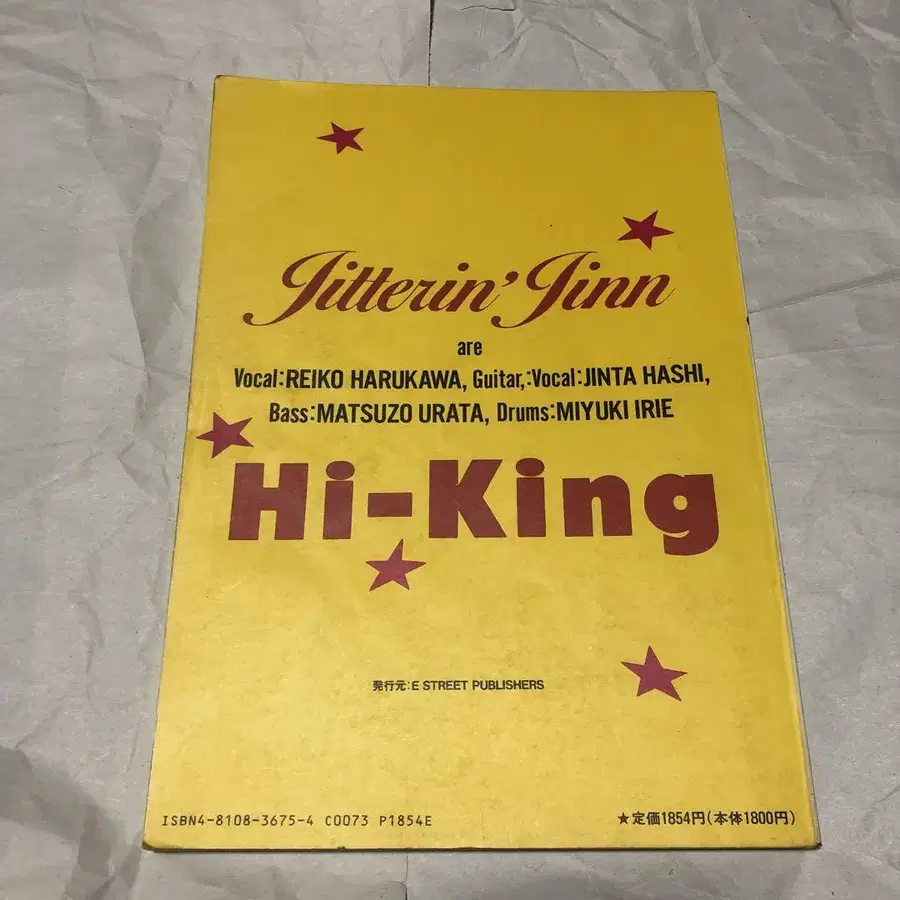 Jitterin' Jinn
are
Vocal:REIKO HARUKAWA, Guitar,:Vocal:JINTA HASHI,
Bass:MATSUZO URATA, Drums:MIYUKI IRIE
Hi-King
発行元:E STREET PUBLISHERS
ISBN4-8108-3675-4 C0073 P1854E
★定価1854円(本体1800円)